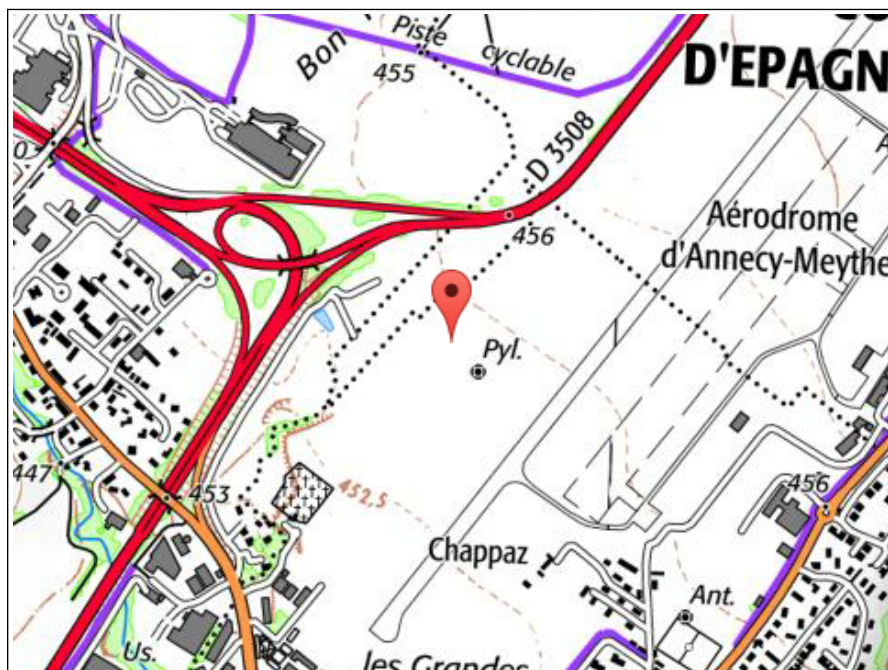 Piste
cyclable
Bon
455
D'EPAGN
D 3508
456
Aérodrome
d'Annecy-Meythe
Pyl.
447
453
452,5
456
Chappaz
Ant.
Us.
les Grandes